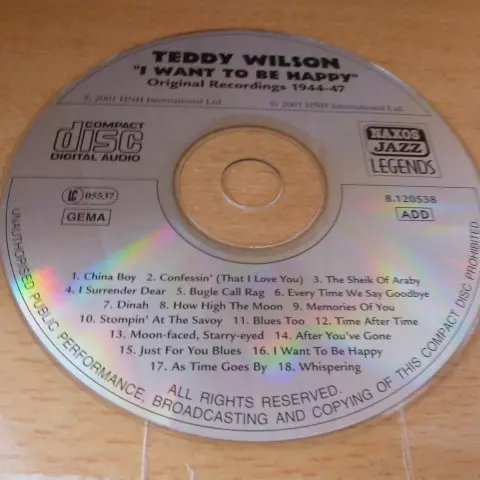 TEDDY WILSON
"I WANT TO BE HAPPY"
Original Recordings 1944-47
℗ 2001 HNH International Ltd.
© 2001 HNH International Ltd.
COMPACT
disc
DIGITAL AUDIO
NAXOS
JAZZ
LEGENDS
LC 05537
GEMA
8.120538
ADD
1. China Boy 2. Confessin' (That I Love You) 3. The Sheik Of Araby
4. I Surrender Dear 5. Bugle Call Rag 6. Every Time We Say Goodbye
7. Dinah 8. How High The Moon 9. Memories Of You
10. Stompin' At The Savoy 11. Blues Too 12. Time After Time
13. Moon-faced, Starry-eyed 14. After You've Gone
15. Just For You Blues 16. I Want To Be Happy
17. As Time Goes By 18. Whispering
ALL RIGHTS RESERVED.
UNAUTHORISED PUBLIC PERFORMANCE, BROADCASTING AND COPYING OF THIS COMPACT DISC PROHIBITED